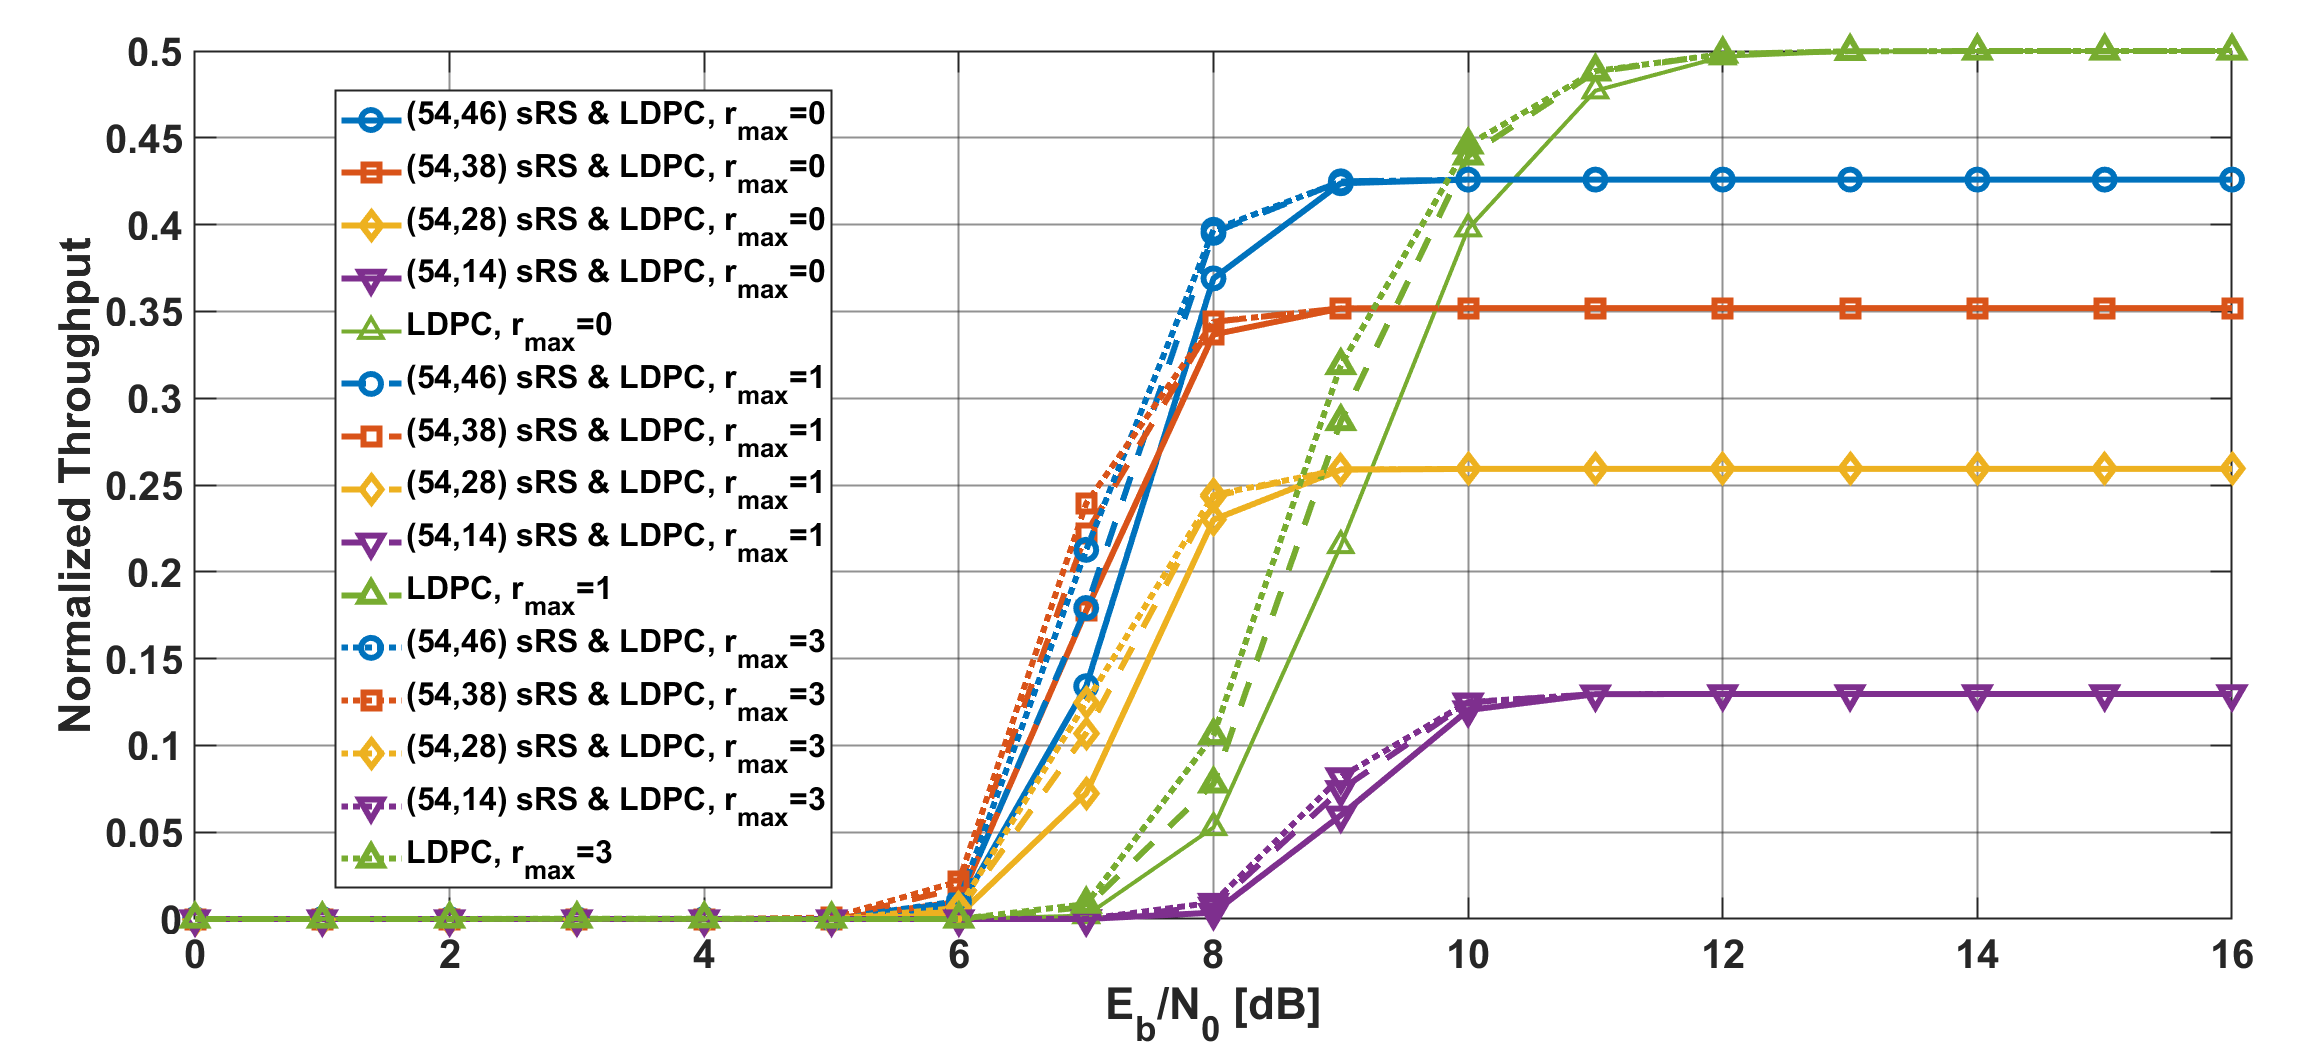 0.5
0.45
0.4
0.35
0.3
0.25
0.2
0.15
0.1
0.05
0
Normalized Throughput
(54,46) sRS & LDPC, rmax=0
(54,38) sRS & LDPC, rmax=0
(54,28) sRS & LDPC, rmax=0
(54,14) sRS & LDPC, rmax=0
LDPC, rmax=0
(54,46) sRS & LDPC, rmax=1
(54,38) sRS & LDPC, rmax=1
(54,28) sRS & LDPC, rmax=1
(54,14) sRS & LDPC, rmax=1
LDPC, rmax=1
(54,46) sRS & LDPC, rmax=3
(54,38) sRS & LDPC, rmax=3
(54,28) sRS & LDPC, rmax=3
(54,14) sRS & LDPC, rmax=3
LDPC, rmax=3
0 2 4 6 8 10 12 14 16
Eb/N0 [dB]